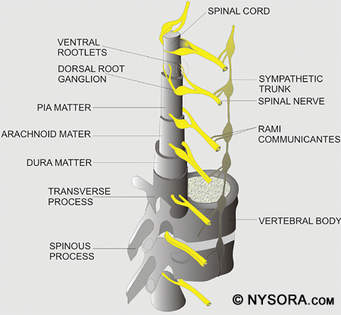 SPINAL CORD
VENTRAL
ROOTLETS
DORSAL ROOT
GANGLION
PIA MATTER
ARACHNOID MATER
DURA MATTER
TRANSVERSE
PROCESS
SPINOUS
PROCESS
SYMPATHETIC
TRUNK
SPINAL NERVE
RAMI
COMMUNICANTES
VERTEBRAL BODY
© NYSORA.COM